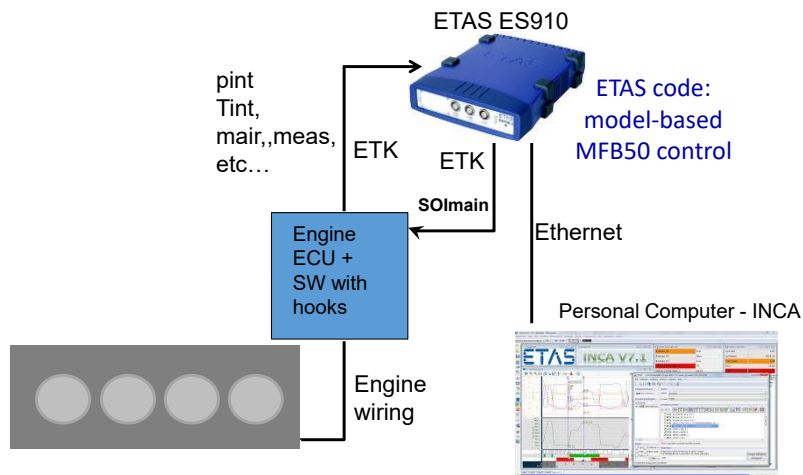 ETAS ES910
pint
Tint,
mair,,meas,
etc…
ETK
ETK
ETAS code:
model-based
MFB50 control
SOImain
Engine
ECU +
SW with
hooks
Ethernet
Personal Computer - INCA
ETAS INCA V7.1
Engine
wiring